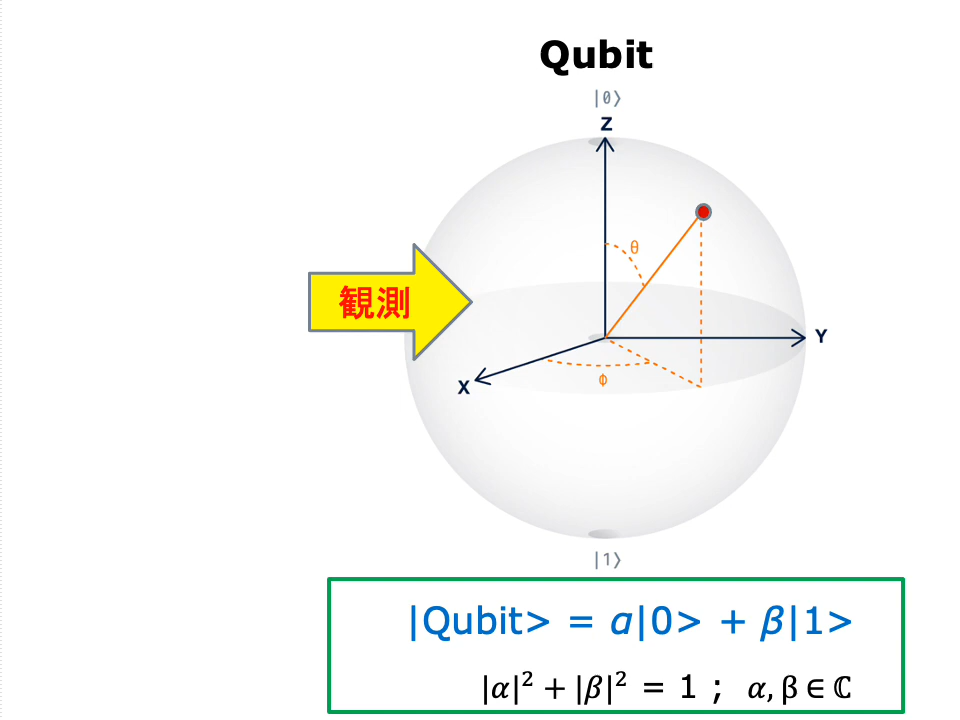 Qubit
|0⟩
Z
θ
観測
Y
X
ϕ
|1⟩
|Qubit> = α|0> + β|1>
|𝛼|² + |𝛽|² = 1 ; 𝛼, β ∈ ℂ